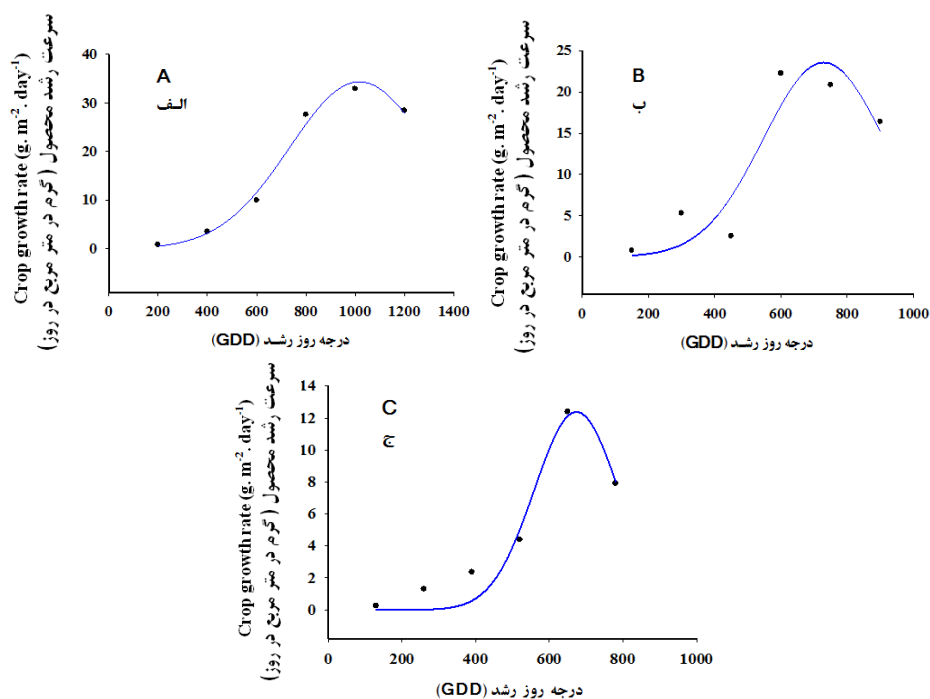 Crop growth rate (g. m-2. day-1)
سرعت رشد محصول (گرم در متر مربع در روز)
A
الف
40
30
20
10
0
0 200 400 600 800 1000 1200 1400
درجه روز رشد (GDD)
Crop growth rate (g. m-2. day-1)
سرعت رشد محصول (گرم در متر مربع در روز)
B
ب
25
20
15
10
5
0
0 200 400 600 800 1000
درجه روز رشد (GDD)
Crop growth rate (g. m-2. day-1)
سرعت رشد محصول (گرم در متر مربع در روز)
C
ج
14
12
10
8
6
4
2
0
0 200 400 600 800 1000
درجه روز رشد (GDD)